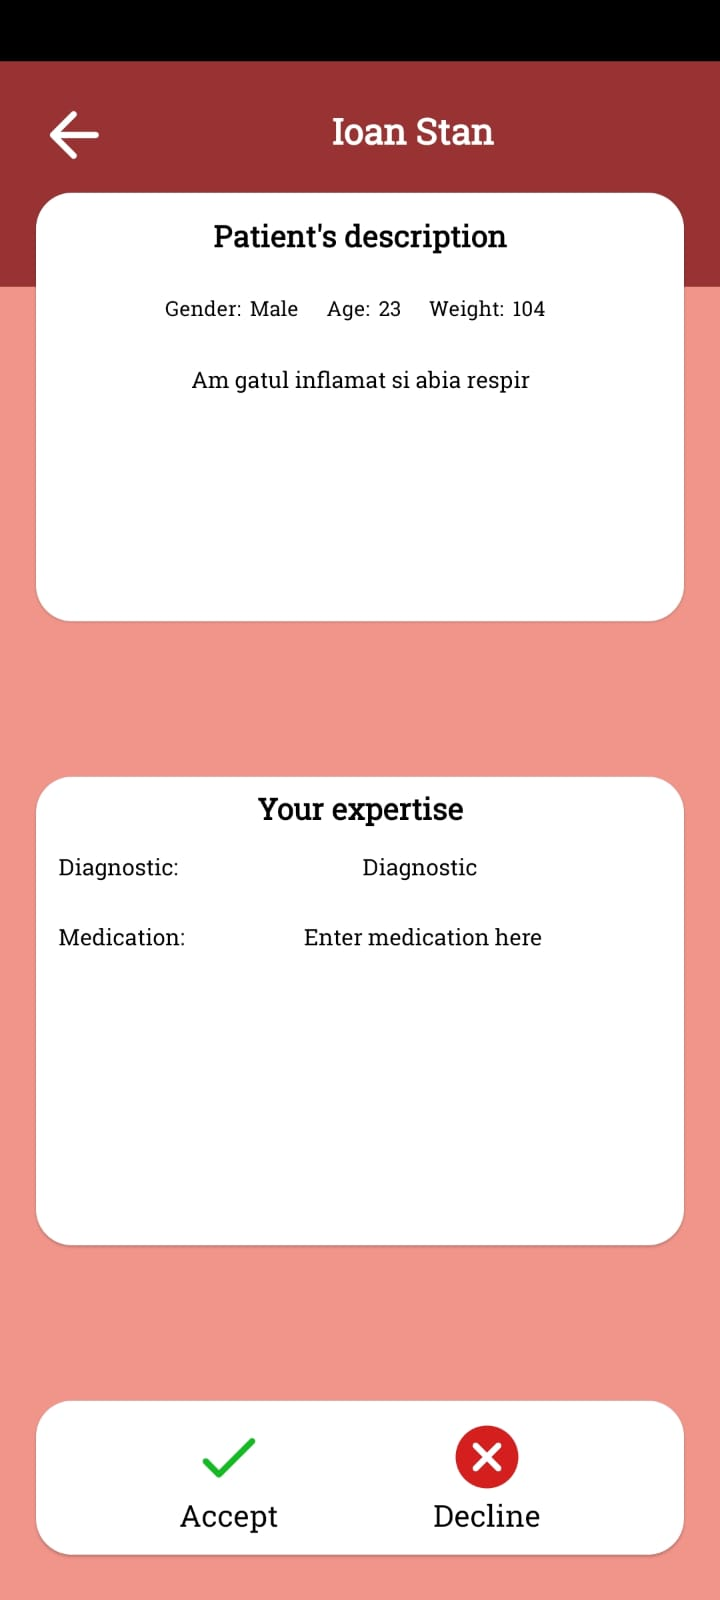 Ioan Stan
Patient's description
Gender: Male Age: 23 Weight: 104
Am gatul inflamat si abia respir
Your expertise
Diagnostic: Diagnostic
Medication: Enter medication here
Accept Decline